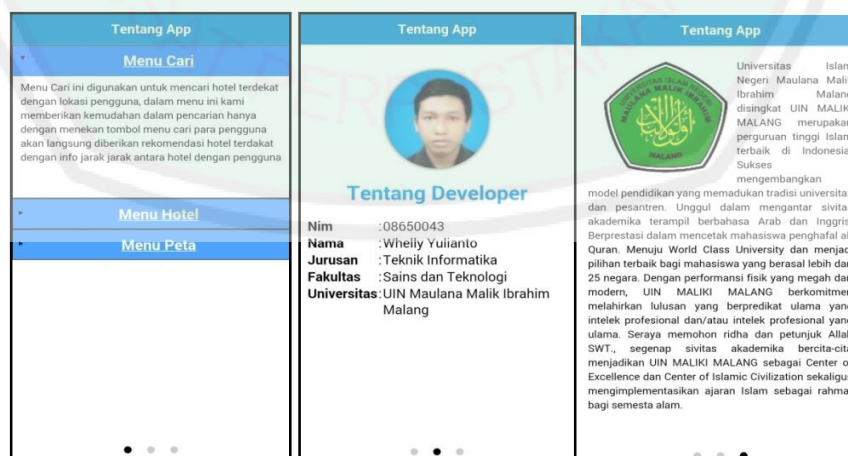 Tentang App
Menu Cari
Menu Cari ini digunakan untuk mencari hotel terdekat
dengan lokasi pengguna, dalam menu ini kami
memberikan kemudahan dalam pencarian hanya
dengan menekan tombol menu cari para pengguna
akan langsung diberikan rekomendasi hotel terdakat
dengan info jarak jarak antara hotel dengan pengguna
Menu Hotel
Menu Peta
Tentang App
Tentang Developer
Nim :08650043
Nama :Whelly Yulianto
Jurusan :Teknik Informatika
Fakultas :Sains dan Teknologi
Universitas:UIN Maulana Malik Ibrahim
Malang
Tentang App
UNIVERSITAS ISLAM NEGERI
MAULANA MALIK IBRAHIM
MALANG
Universitas Islam
Negeri Maulana Malik
Ibrahim Malang
disingkat UIN MALIKI
MALANG merupakan
perguruan tinggi Islam
terbaik di Indonesia
Sukses
mengembangkan
model pendidikan yang memadukan tradisi universitas
dan pesantren. Unggul dalam mengantar sivitas
akademika terampil berbahasa Arab dan Inggris
Berprestasi dalam mencetak mahasiswa penghafal al
Quran. Menuju World Class University dan menjadi
pilihan terbaik bagi mahasiswa yang berasal lebih dari
25 negara. Dengan performansi fisik yang megah dan
modern, UIN MALIKI MALANG berkomitmen
melahirkan lulusan yang berpredikat ulama yang
intelek profesional dan/atau intelek profesional yang
ulama. Seraya memohon ridha dan petunjuk Allah
SWT., segenap sivitas akademika bercita-cita
menjadikan UIN MALIKI MALANG sebagai Center of
Excellence dan Center of Islamic Civilization sekaligus
mengimplementasikan ajaran Islam sebagai rahmat
bagi semesta alam.